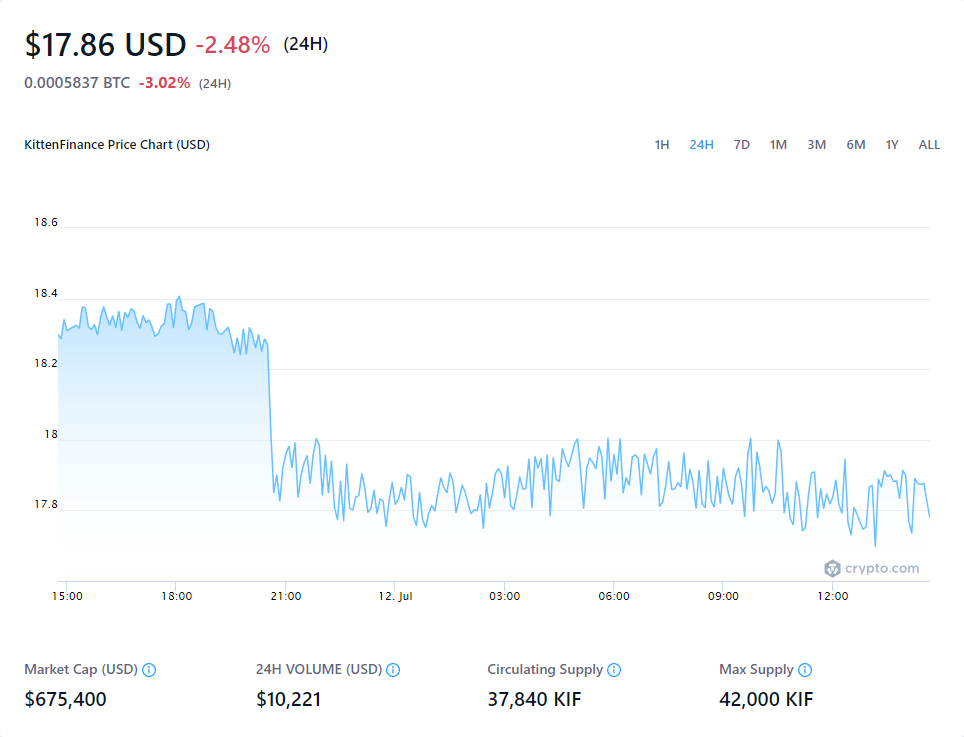 $17.86 USD -2.48% (24H)
0.0005837 BTC -3.02% (24H)
KittenFinance Price Chart (USD) 1H 24H 7D 1M 3M 6M 1Y ALL
18.6
18.4
18.2
18
17.8
crypto.com
15:00 18:00 21:00 12. Jul 03:00 06:00 09:00 12:00
Market Cap (USD) 24H VOLUME (USD) Circulating Supply Max Supply
$675,400 $10,221 37,840 KIF 42,000 KIF